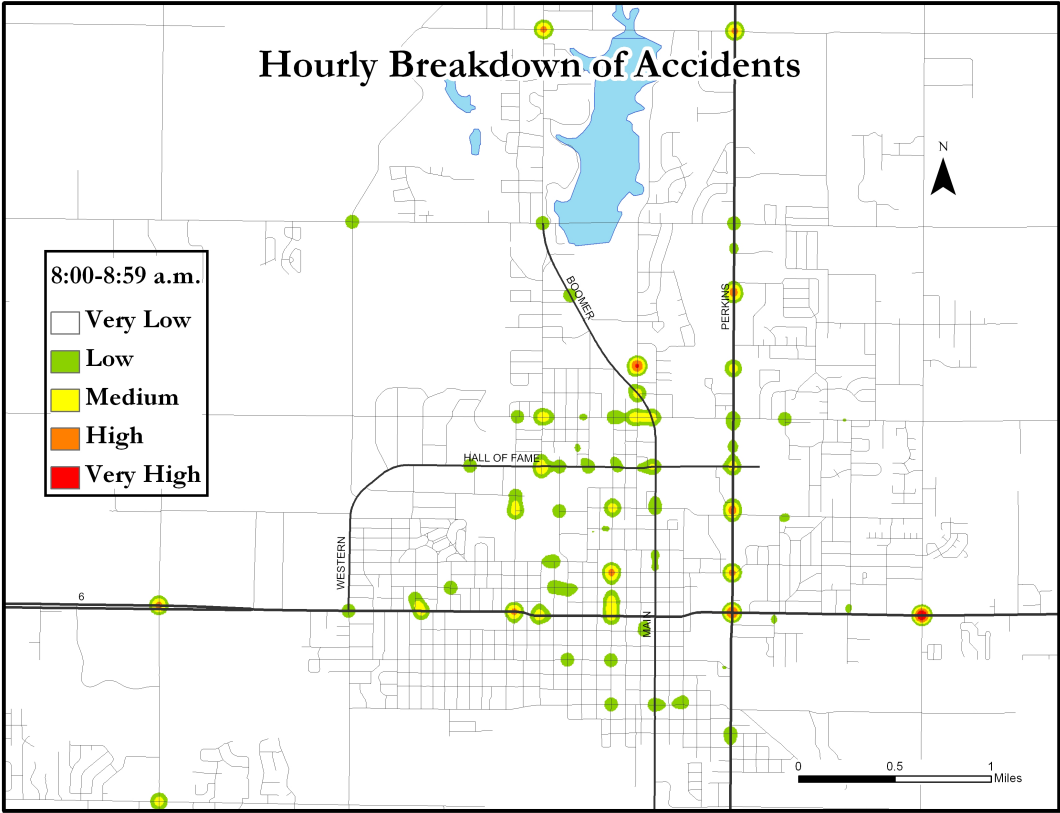 Hourly Breakdown of Accidents
N
8:00-8:59 a.m.
Very Low
Low
Medium
High
Very High
BOOMER
PERKINS
HALL OF FAME
WESTERN
6
MAIN
0 0.5 1
Miles